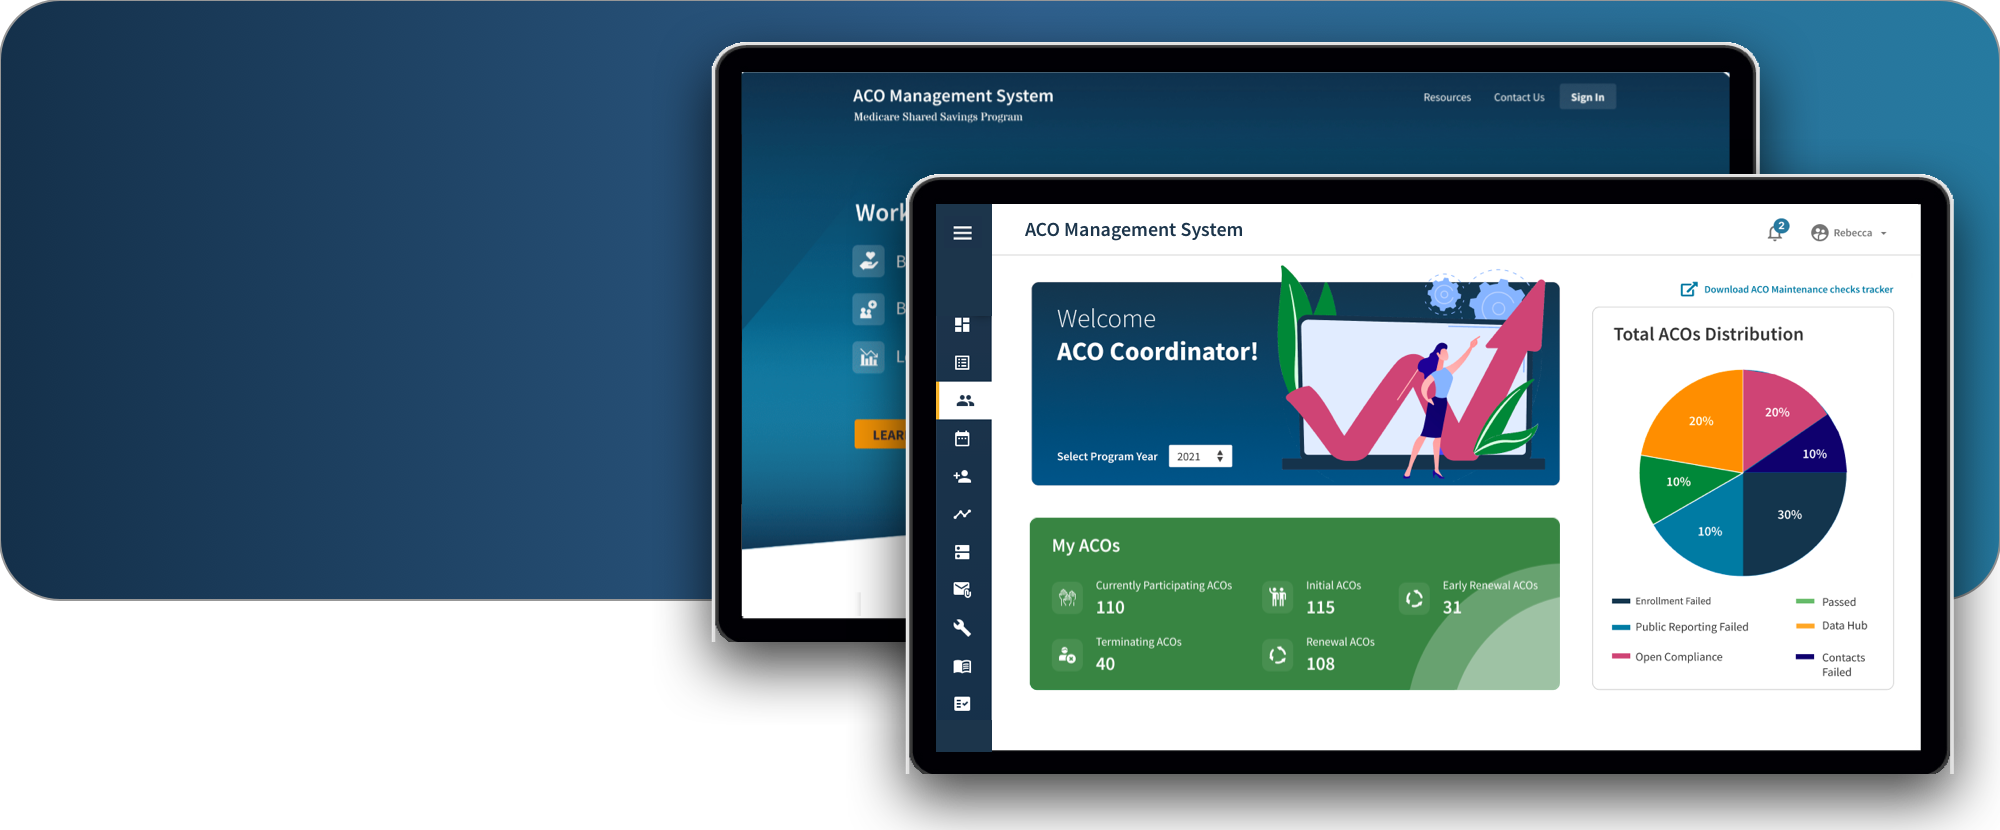 ACO Management System
Medicare Shared Savings Program
Resources
Contact Us
Sign In
ACO Management System
2
Rebecca
Welcome
ACO Coordinator!
Select Program Year
2021
Download ACO Maintenance checks tracker
Total ACOs Distribution
20%
20%
10%
10%
10%
30%
Enrollment Failed
Passed
Public Reporting Failed
Data Hub
Open Compliance
Contacts
Failed
My ACOs
Currently Participating ACOs
110
Initial ACOs
115
Early Renewal ACOs
31
Terminating ACOs
40
Renewal ACOs
108